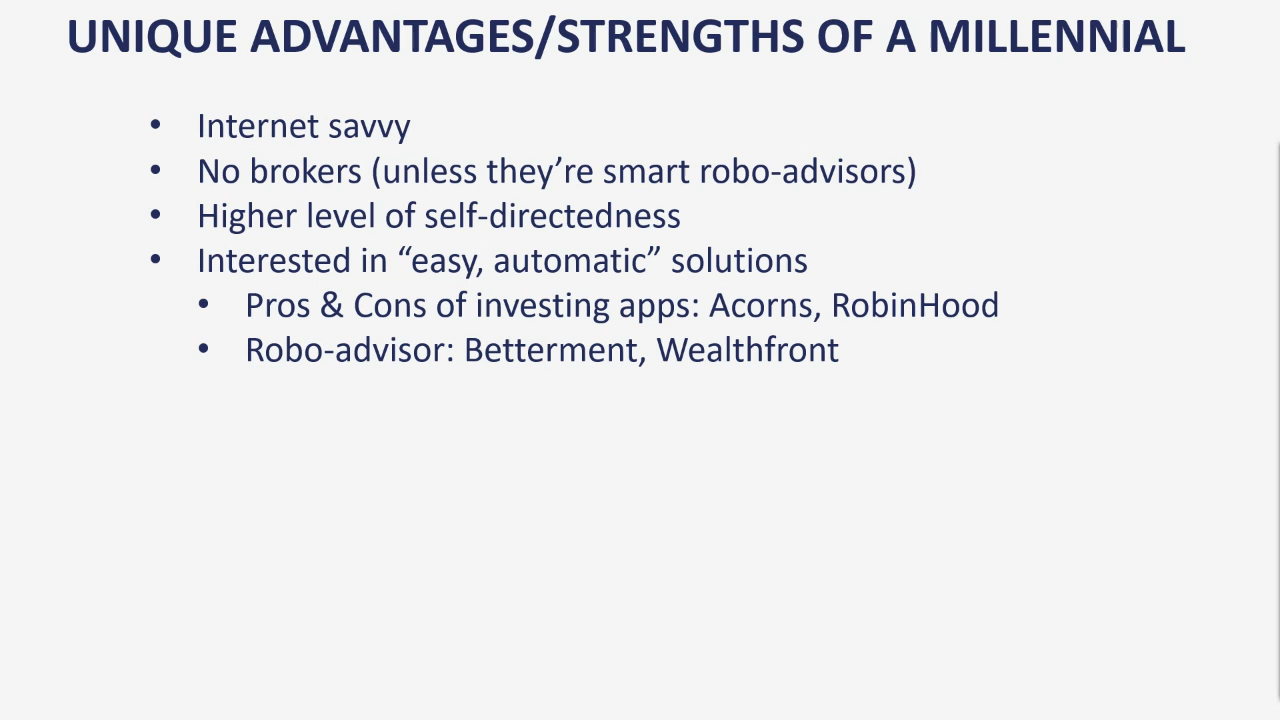 UNIQUE ADVANTAGES/STRENGTHS OF A MILLENNIAL
• Internet savvy
• No brokers (unless they’re smart robo-advisors)
• Higher level of self-directedness
• Interested in “easy, automatic” solutions
• Pros & Cons of investing apps: Acorns, RobinHood
• Robo-advisor: Betterment, Wealthfront